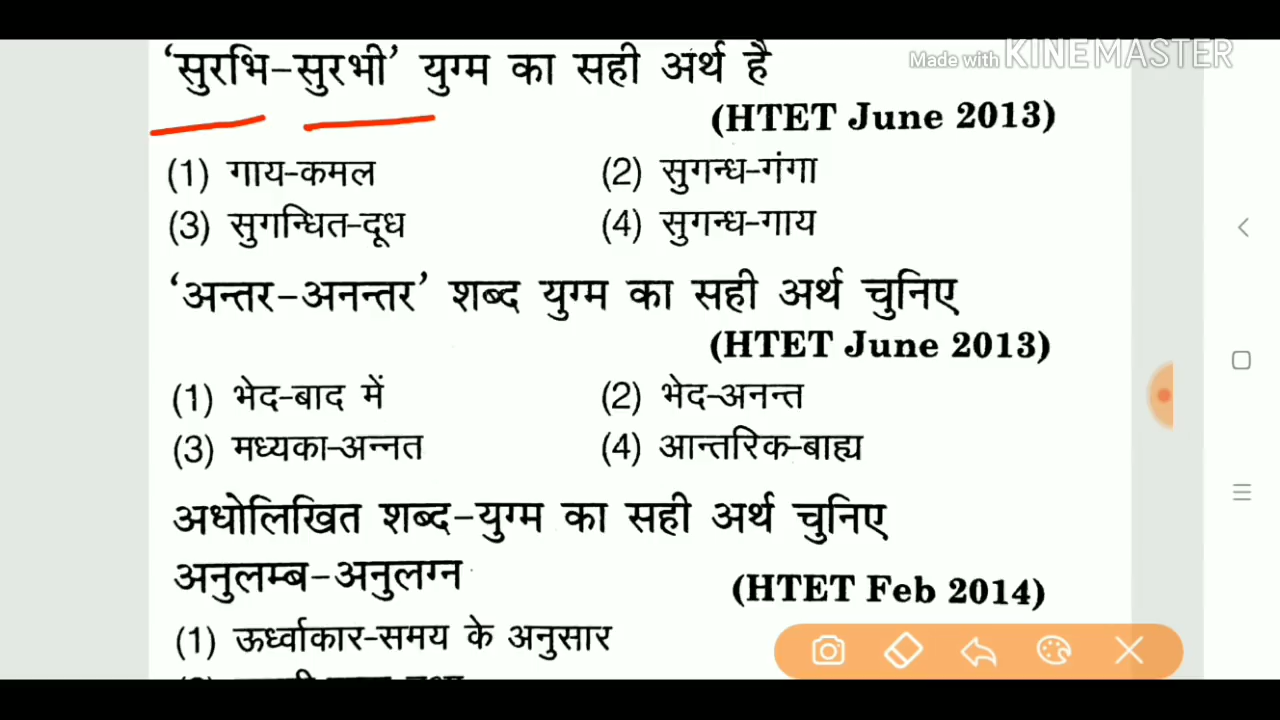 ‘सुरभि-सुरभी’ युग्म का सही अर्थ है
Made with KINEMASTER
(HTET June 2013)
(1) गाय-कमल (2) सुगन्ध-गंगा
(3) सुगन्धित-दूध (4) सुगन्ध-गाय
‘अन्तर-अनन्तर’ शब्द युग्म का सही अर्थ चुनिए
(HTET June 2013)
(1) भेद-बाद में (2) भेद-अनन्त
(3) मध्यका-अन्नत (4) आन्तरिक-बाह्य
अधोलिखित शब्द-युग्म का सही अर्थ चुनिए
अनुलम्ब-अनुलग्न (HTET Feb 2014)
(1) ऊर्ध्वाकार-समय के अनुसार